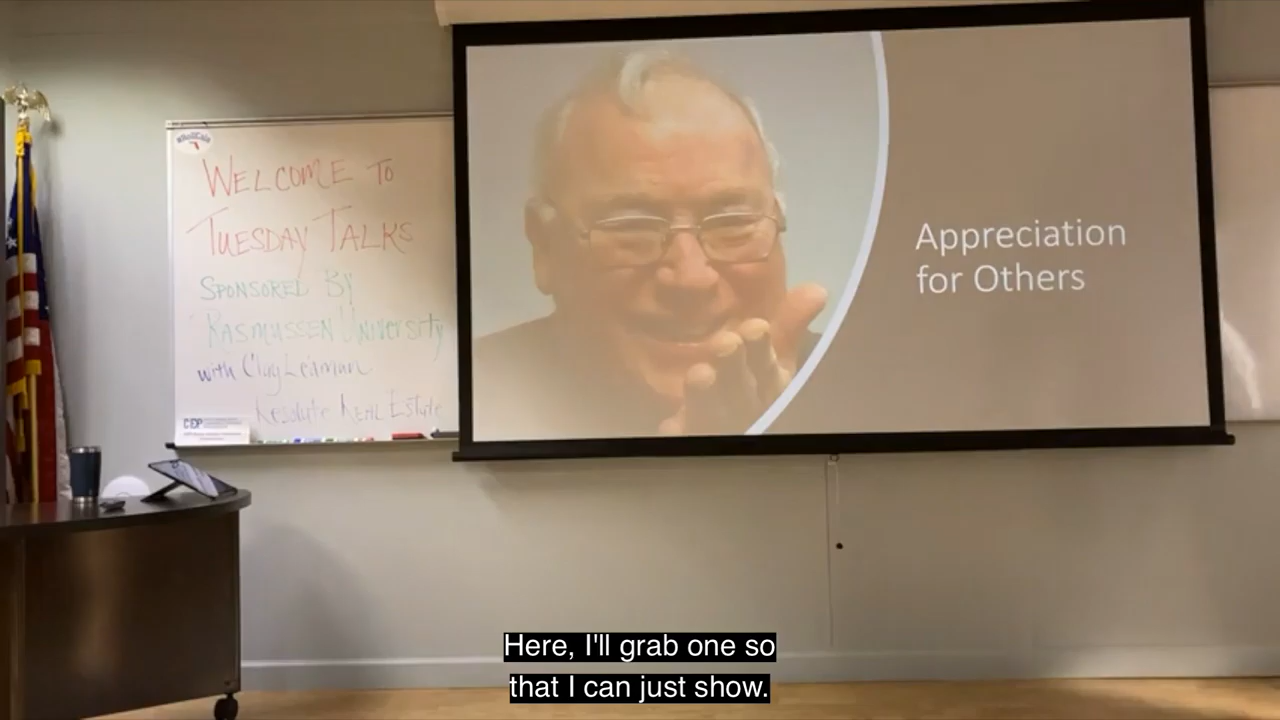 WELCOME TO
TUESDAY TALKS
SPONSORED BY
RASMUSSEN UNIVERSITY
with Clay Leaman
Resolute REAL EState
CEP
Appreciation
for Others
Here, I'll grab one so
that I can just show.